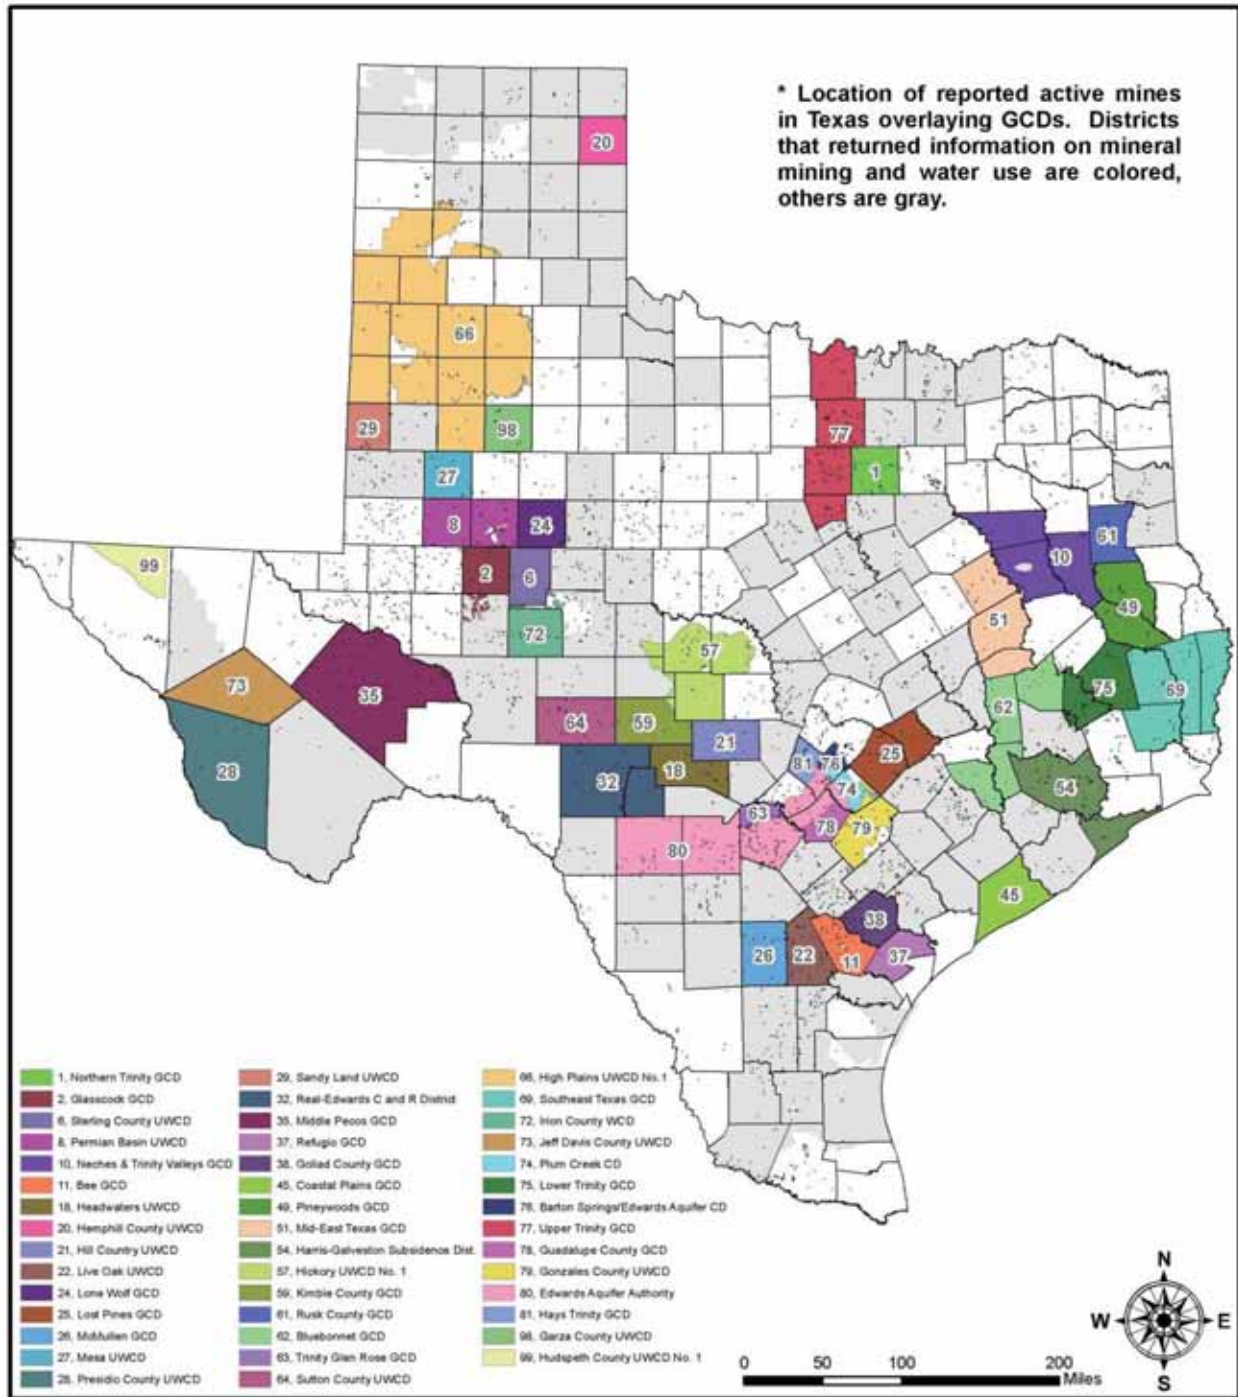 * Location of reported active mines
in Texas overlaying GCDs. Districts
that returned information on mineral
mining and water use are colored,
others are gray.
20
66
29
98
77
27
1
8
24
61
10
99
2
6
49
51
72
57
73
35
75
69
62
64
59
21
25
81
76
28
32
18
74
54
63
78
79
80
45
38
26
22
11
37
1, Northern Trinity GCD
2, Glasscock GCD
6, Sterling County UWCD
8, Permian Basin UWCD
10, Neches & Trinity Valleys GCD
11, Bee GCD
18, Headwaters UWCD
20, Hemphill County UWCD
21, Hill Country UWCD
22, Live Oak UWCD
24, Lone Wolf GCD
25, Lost Pines GCD
26, McMullen GCD
27, Mesa UWCD
28, Presidio County UWCD
29, Sandy Land UWCD
32, Real-Edwards C and R District
35, Middle Pecos GCD
37, Refugio GCD
38, Goliad County GCD
45, Coastal Plains GCD
49, Pineywoods GCD
51, Mid-East Texas GCD
54, Harris-Galveston Subsidence Dist.
57, Hickory UWCD No. 1
59, Kimble County GCD
61, Rusk County GCD
62, Bluebonnet GCD
63, Trinity Glen Rose GCD
64, Sutton County UWCD
66, High Plains UWCD No.1
69, Southeast Texas GCD
72, Irion County WCD
73, Jeff Davis County UWCD
74, Plum Creek CD
75, Lower Trinity GCD
76, Barton Springs/Edwards Aquifer CD
77, Upper Trinity GCD
78, Guadalupe County GCD
79, Gonzales County UWCD
80, Edwards Aquifer Authority
81, Hays Trinity GCD
98, Garza County UWCD
99, Hudspeth County UWCD No. 1
N
W
E
S
0 50 100 200
Miles